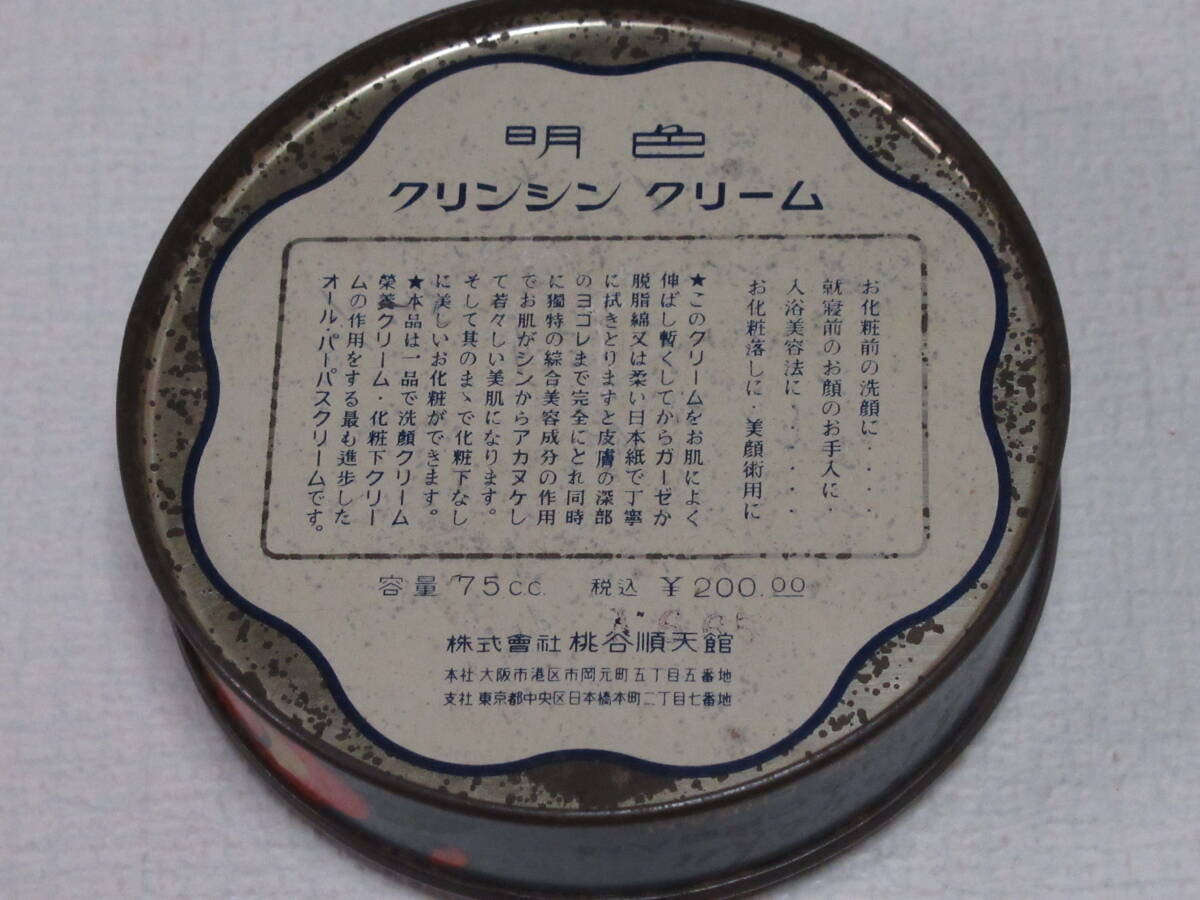 明色
クリンシン クリーム
お化粧前の洗顔に・・・・
就寝前のお顔のお手入に・
入浴美容法に・・・・・
お化粧落しに・美顔術用に
★このクリームをお肌によく
伸ばし暫くしてからガーゼか
脱脂綿又は柔い日本紙で丁寧
に拭きとりますと皮膚の深部
のヨゴレまで完全にとれ同時
に獨特の綜合美容成分の作用
でお肌がシンからアカヌケし
て若々しい美肌になります。
そして其のまゝで化粧下なし
に美しいお化粧ができます。
★本品は一品で洗顔クリーム
榮養クリーム・化粧下クリー
ムの作用をする最も進歩した
オール・パーパスクリームです。
容量 75cc. 税込 ¥200.00
株式會社 桃谷順天館
本社 大阪市港区市岡元町五丁目五番地
支社 東京都中央区日本橋本町二丁目七番地